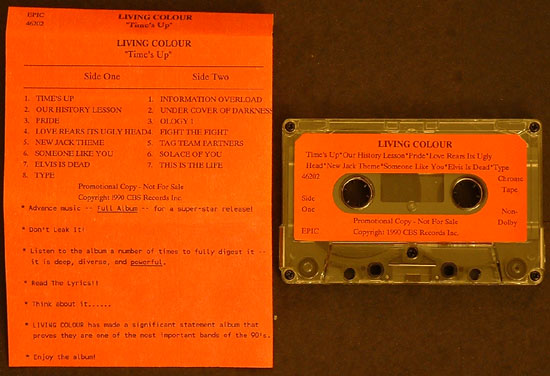 EPIC
46202
LIVING COLOUR
"Time's Up"
LIVING COLOUR
"Time's Up"
Side One
Side Two
1. TIME'S UP
2. OUR HISTORY LESSON
3. PRIDE
4. LOVE REARS ITS UGLY HEAD
5. NEW JACK THEME
6. SOMEONE LIKE YOU
7. ELVIS IS DEAD
8. TYPE
1. INFORMATION OVERLOAD
2. UNDER COVER OF DARKNESS
3. OLOGY 1
4. FIGHT THE FIGHT
5. TAG TEAM PARTNERS
6. SOLACE OF YOU
7. THIS IS THE LIFE
Promotional Copy - Not For Sale
Copyright 1990 CBS Records Inc.
* Advance music -- Full Album -- for a super-star release!
* Don't Leak It!
* Listen to the album a number of times to fully digest it --
it is deep, diverse, and powerful.
* Read The Lyrics!!
* Think about it......
* LIVING COLOUR has made a significant statement album that
proves they are one of the most important bands of the 90's.
* Enjoy the album!
LIVING COLOUR
Time's Up*Our History Lesson*Pride*Love Rears Its Ugly
Head*New Jack Theme*Someone Like You*Elvis Is Dead*Type
46202
Chrome
Tape
Side
One
Non-
Dolby
Promotional Copy - Not For Sale
EPIC
Copyright 1990 CBS Records Inc.